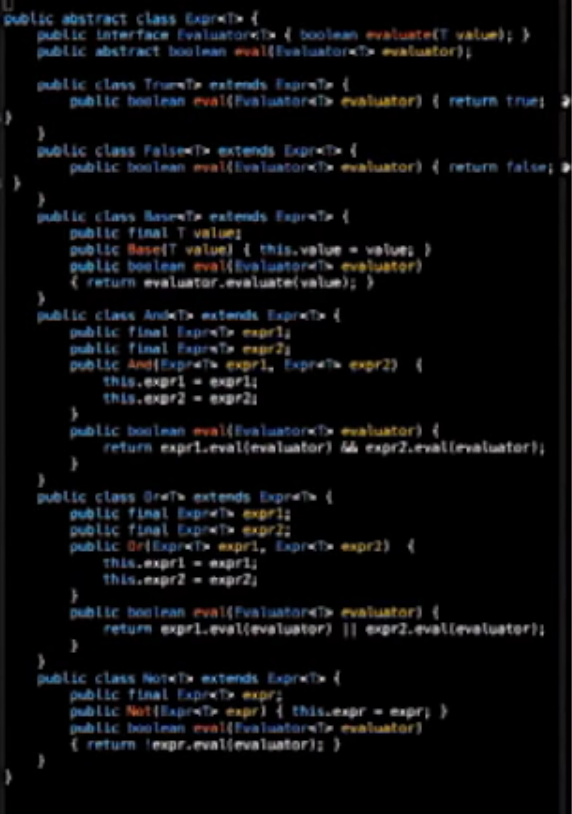 public abstract class Expr<T> {
public interface Evaluator<T> { boolean evaluate(T value); }
public abstract boolean eval(Evaluator<T> evaluator);
public class True<T> extends Expr<T> {
public boolean eval(Evaluator<T> evaluator) { return true;
}
}
public class False<T> extends Expr<T> {
public boolean eval(Evaluator<T> evaluator) { return false;
}
}
public class Base<T> extends Expr<T> {
public final T value;
public Base(T value) { this.value = value; }
public boolean eval(Evaluator<T> evaluator)
{ return evaluator.evaluate(value); }
}
public class And<T> extends Expr<T> {
public final Expr<T> expr1;
public final Expr<T> expr2;
public And(Expr<T> expr1, Expr<T> expr2) {
this.expr1 = expr1;
this.expr2 = expr2;
}
public boolean eval(Evaluator<T> evaluator) {
return expr1.eval(evaluator) && expr2.eval(evaluator);
}
}
public class Or<T> extends Expr<T> {
public final Expr<T> expr1;
public final Expr<T> expr2;
public Or(Expr<T> expr1, Expr<T> expr2) {
this.expr1 = expr1;
this.expr2 = expr2;
}
public boolean eval(Evaluator<T> evaluator) {
return expr1.eval(evaluator) || expr2.eval(evaluator);
}
}
public class Not<T> extends Expr<T> {
public final Expr<T> expr;
public Not(Expr<T> expr) { this.expr = expr; }
public boolean eval(Evaluator<T> evaluator)
{ return !expr.eval(evaluator); }
}
}